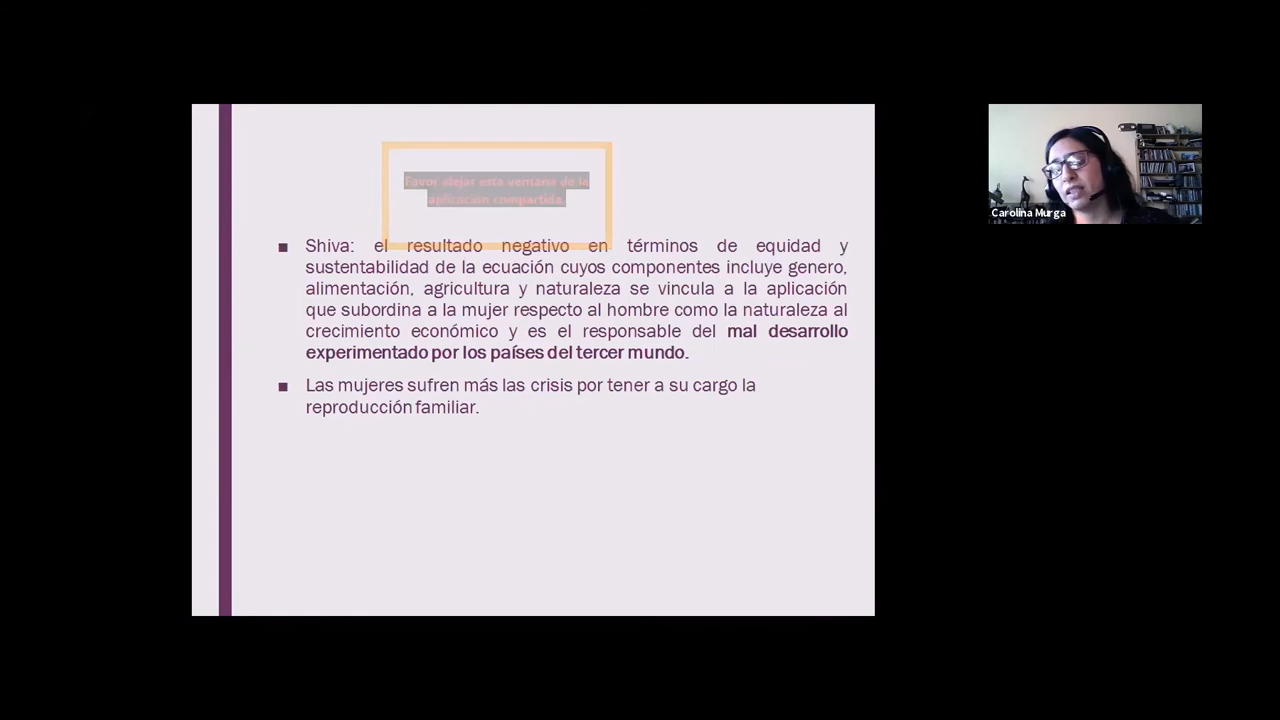 Favor alejar esta ventana de la
aplicación compartida.
■ Shiva: el resultado negativo en términos de equidad y
sustentabilidad de la ecuación cuyos componentes incluye genero,
alimentación, agricultura y naturaleza se vincula a la aplicación
que subordina a la mujer respecto al hombre como la naturaleza al
crecimiento económico y es el responsable del mal desarrollo
experimentado por los países del tercer mundo.
■ Las mujeres sufren más las crisis por tener a su cargo la
reproducción familiar.
Carolina Murga